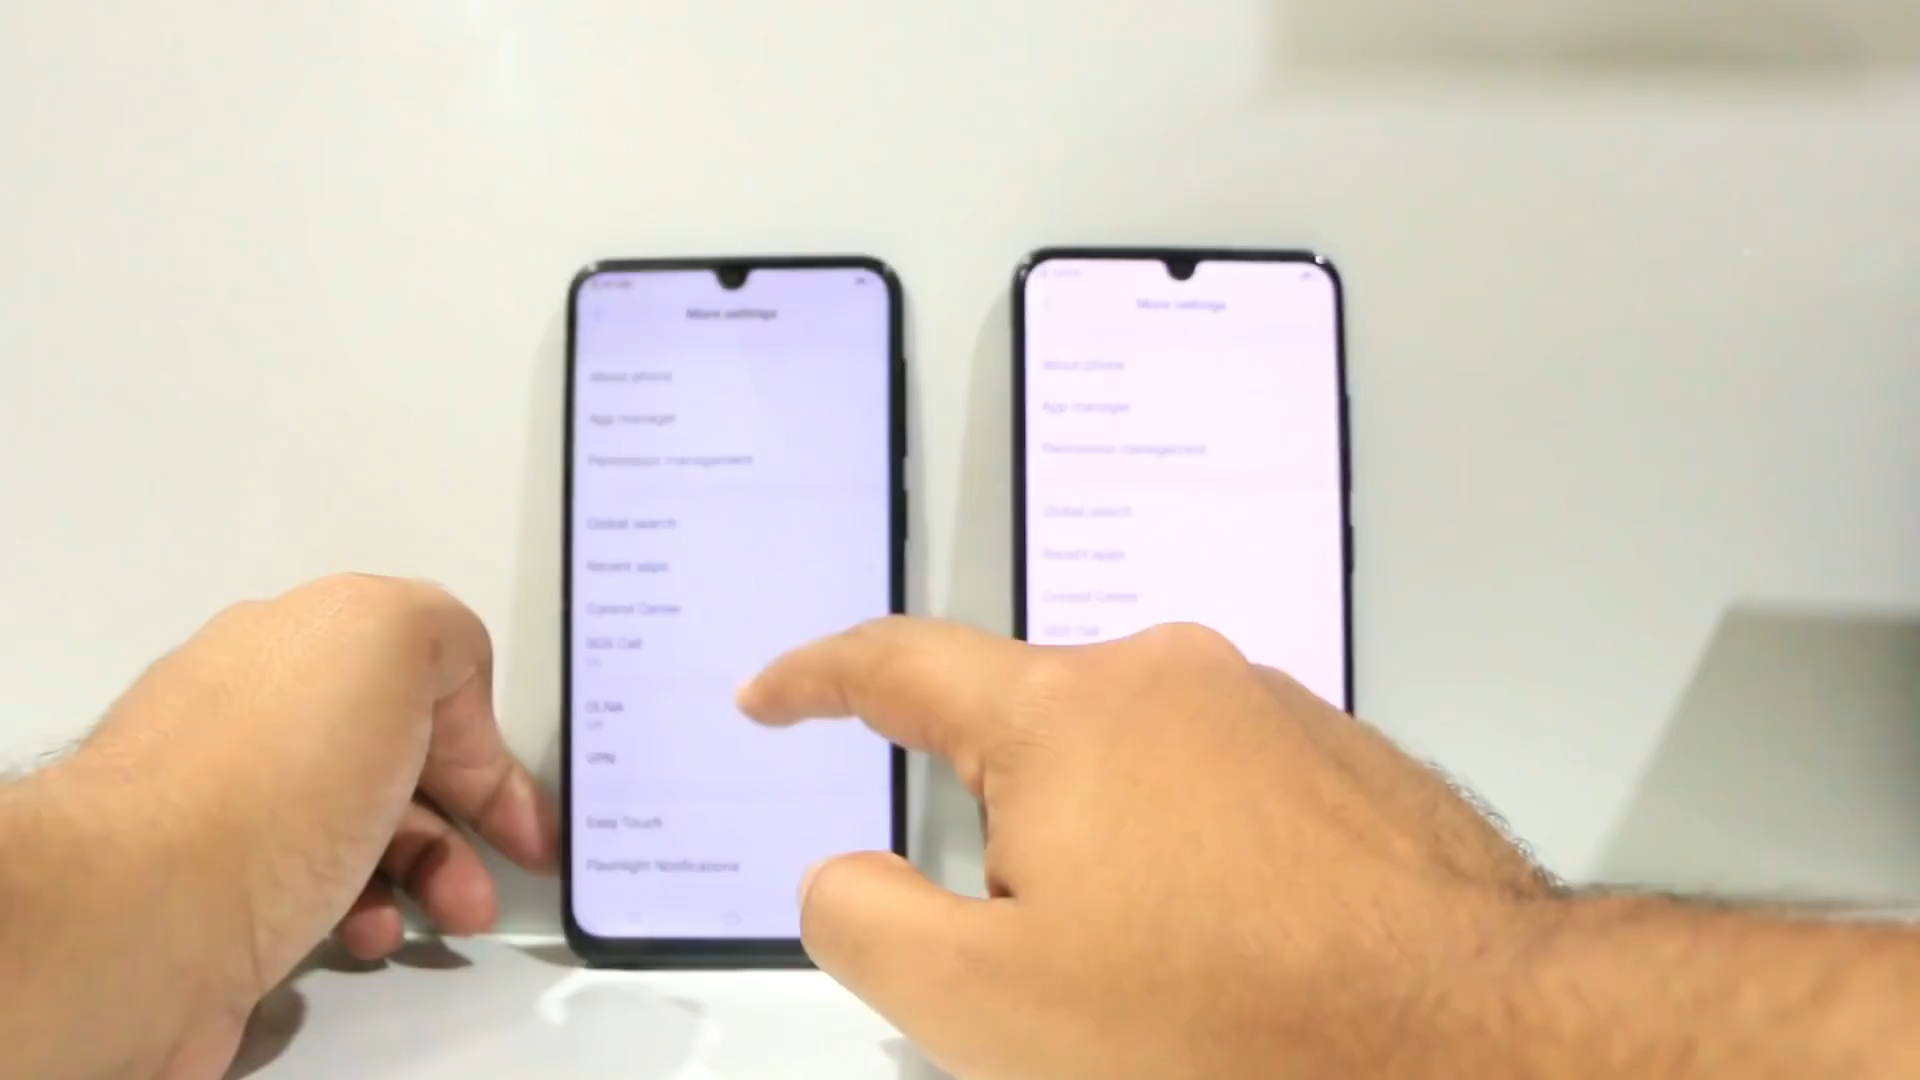 More settings
About phone
App manager
Permission management
Global search
Recent apps
Control Center
SOS Call
On
DLNA
Off
VPN
Easy Touch
Flashlight Notifications
More settings
About phone
App manager
Permission management
Global search
Recent apps
Control Center
SOS Call